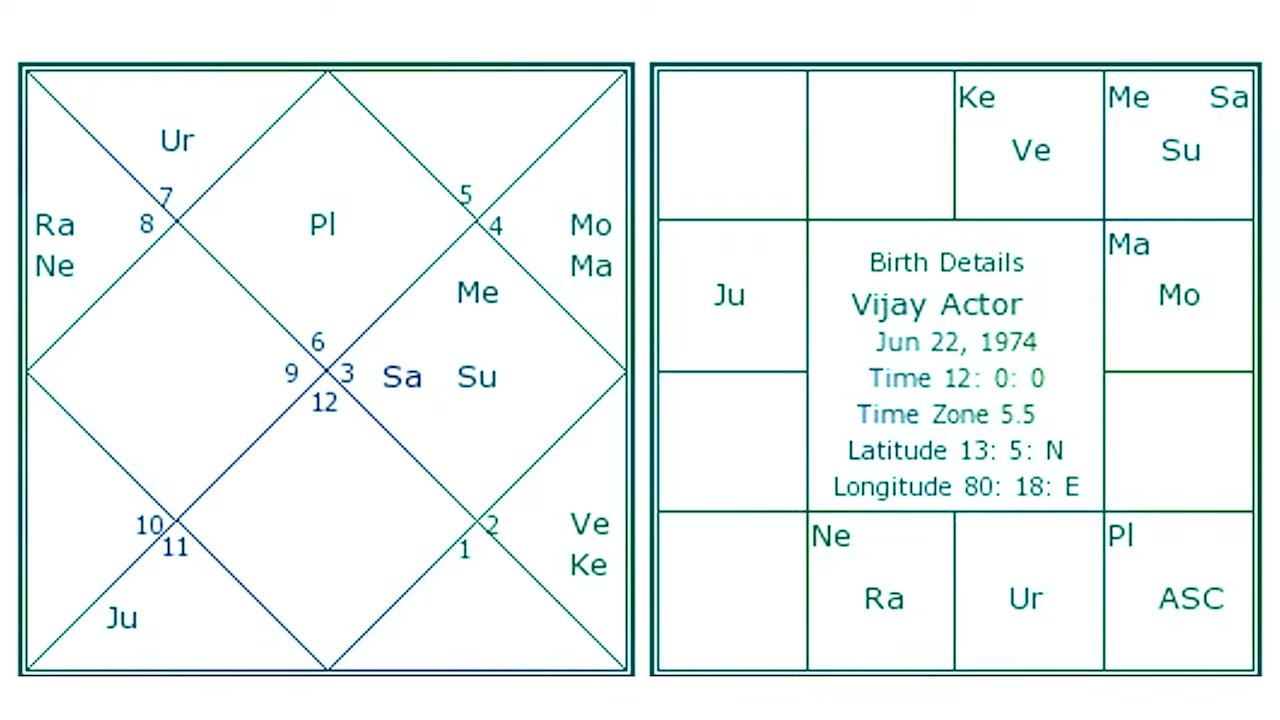 Ur
7
5
Ra
8
Pl
4
Mo
Ne
Ma
Me
6
9
3
Sa Su
12
10
2
Ve
11
1
Ke
Ju
Ke
Me Sa
Ve
Su
Ma
Ju
Mo
Birth Details
Vijay Actor
Jun 22, 1974
Time 12: 0: 0
Time Zone 5.5
Latitude 13: 5: N
Longitude 80: 18: E
Ne
Pl
Ra
Ur
ASC